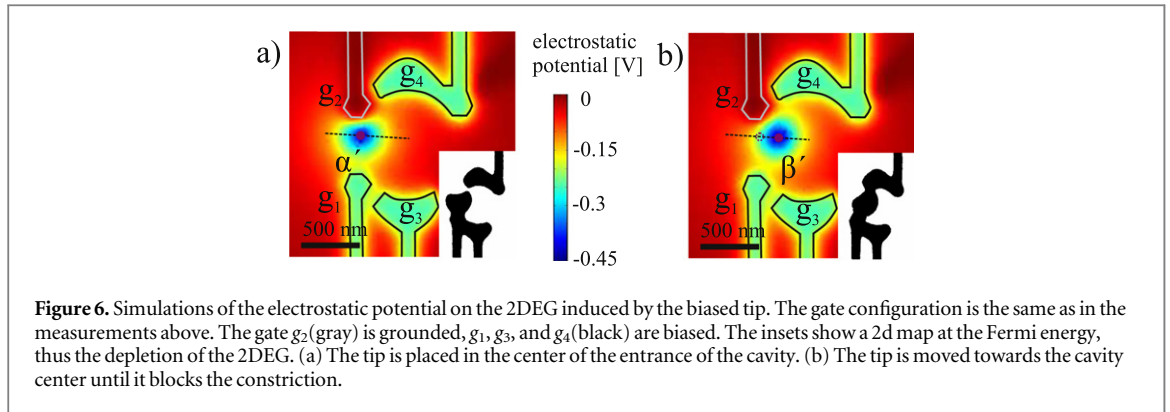 a)
g₂
g₄
α´
g₁
g₃
500 nm
electrostatic
potential [V]
0
-0.15
-0.3
-0.45
b)
g₂
g₄
β´
g₁
g₃
500 nm
Figure 6. Simulations of the electrostatic potential on the 2DEG induced by the biased tip. The gate configuration is the same as in the
measurements above. The gate g₂(gray) is grounded, g₁, g₃, and g₄(black) are biased. The insets show a 2d map at the Fermi energy,
thus the depletion of the 2DEG. (a) The tip is placed in the center of the entrance of the cavity. (b) The tip is moved towards the cavity
center until it blocks the constriction.